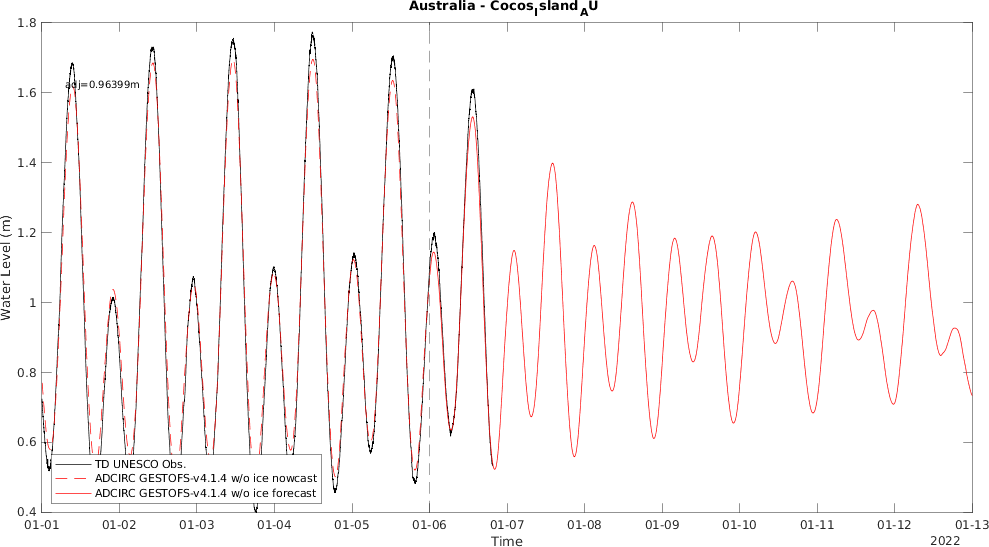 Australia - Cocos_Island_AU
1.8
1.6
1.4
1.2
1
0.8
0.6
0.4
Water Level (m)
adj=0.96399m
TD UNESCO Obs.
ADCIRC GESTOFS-v4.1.4 w/o ice nowcast
ADCIRC GESTOFS-v4.1.4 w/o ice forecast
01-01 01-02 01-03 01-04 01-05 01-06 01-07 01-08 01-09 01-10 01-11 01-12 01-13
Time
2022